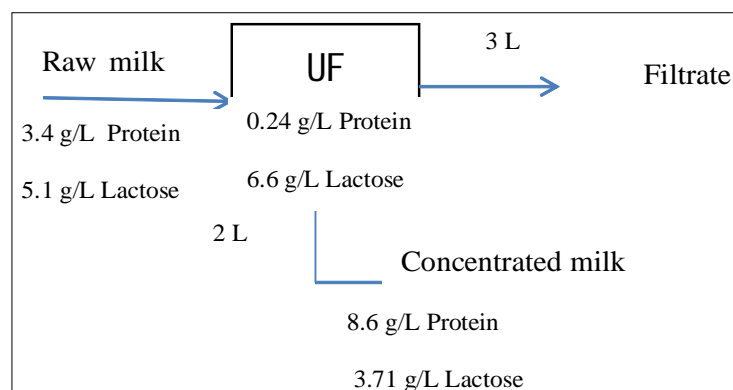 3 L
Raw milk
UF
Filtrate
3.4 g/L Protein
0.24 g/L Protein
5.1 g/L Lactose
6.6 g/L Lactose
2 L
Concentrated milk
8.6 g/L Protein
3.71 g/L Lactose